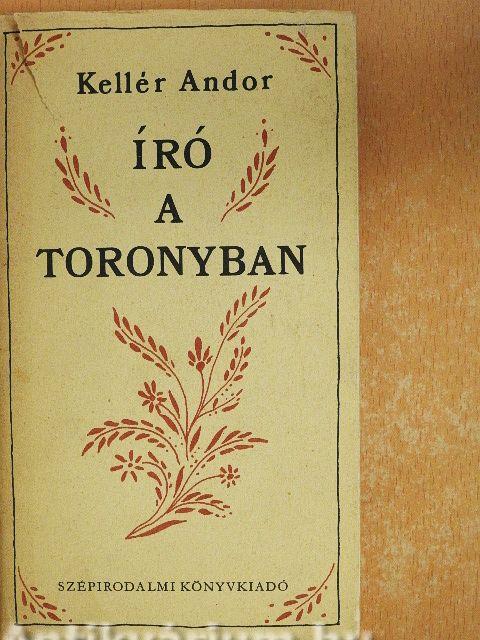 Kellér Andor
ÍRÓ
A
TORONYBAN
SZÉPIRODALMI KÖNYVKIADÓ